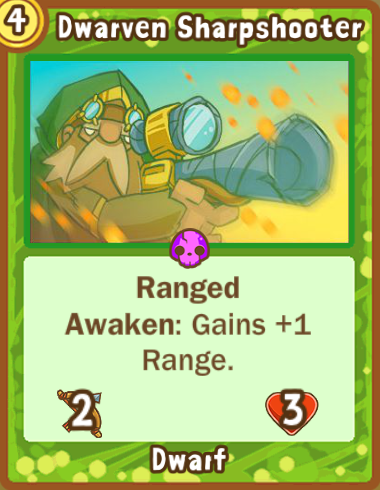 4 Dwarven Sharpshooter
Ranged
Awaken: Gains +1
Range.
2 3
Dwarf